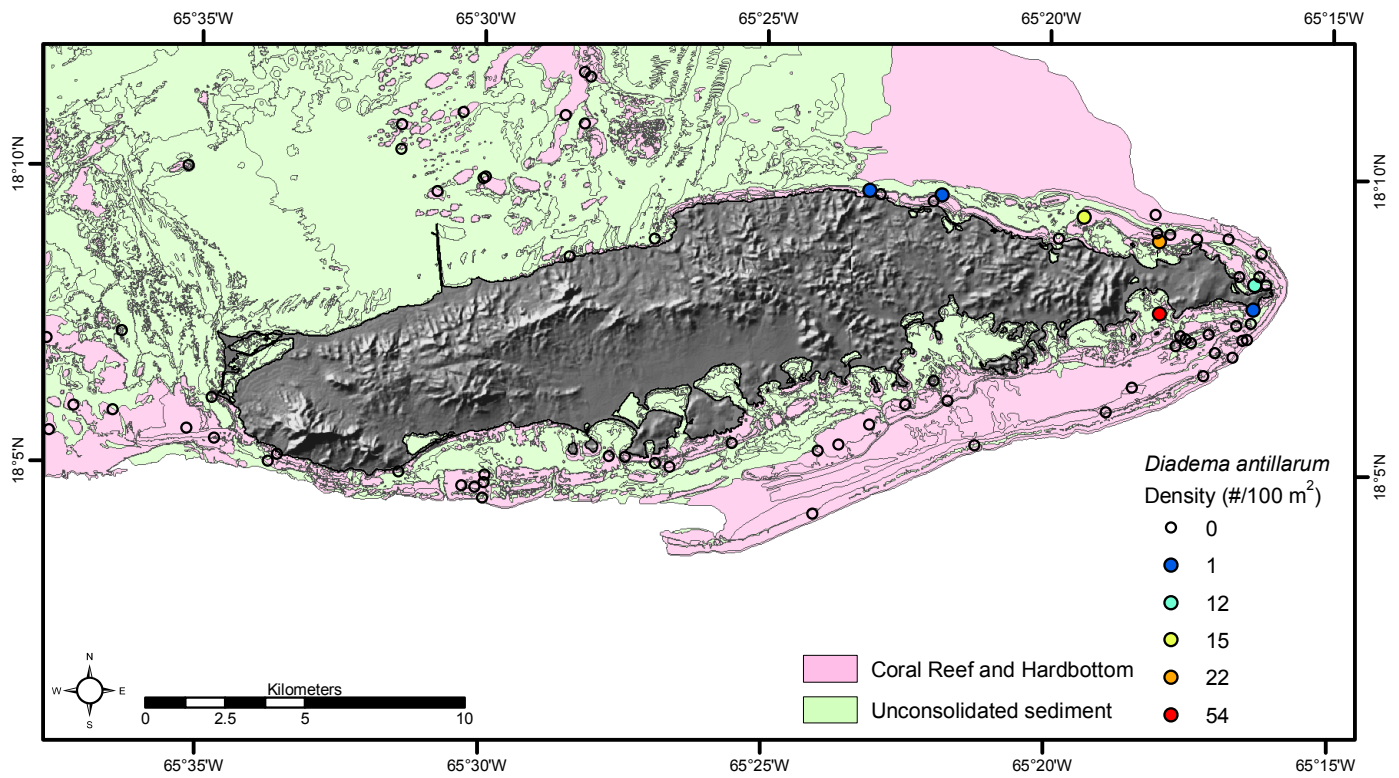 65°35'W 65°30'W 65°25'W 65°20'W 65°15'W
18°10'N
18°10'N
18°5'N
18°5'N
Diadema antillarum
Density (#/100 m²)
0
1
12
15
22
54
Coral Reef and Hardbottom
Unconsolidated sediment
N
W E
S
Kilometers
0 2.5 5 10
65°35'W 65°30'W 65°25'W 65°20'W 65°15'W